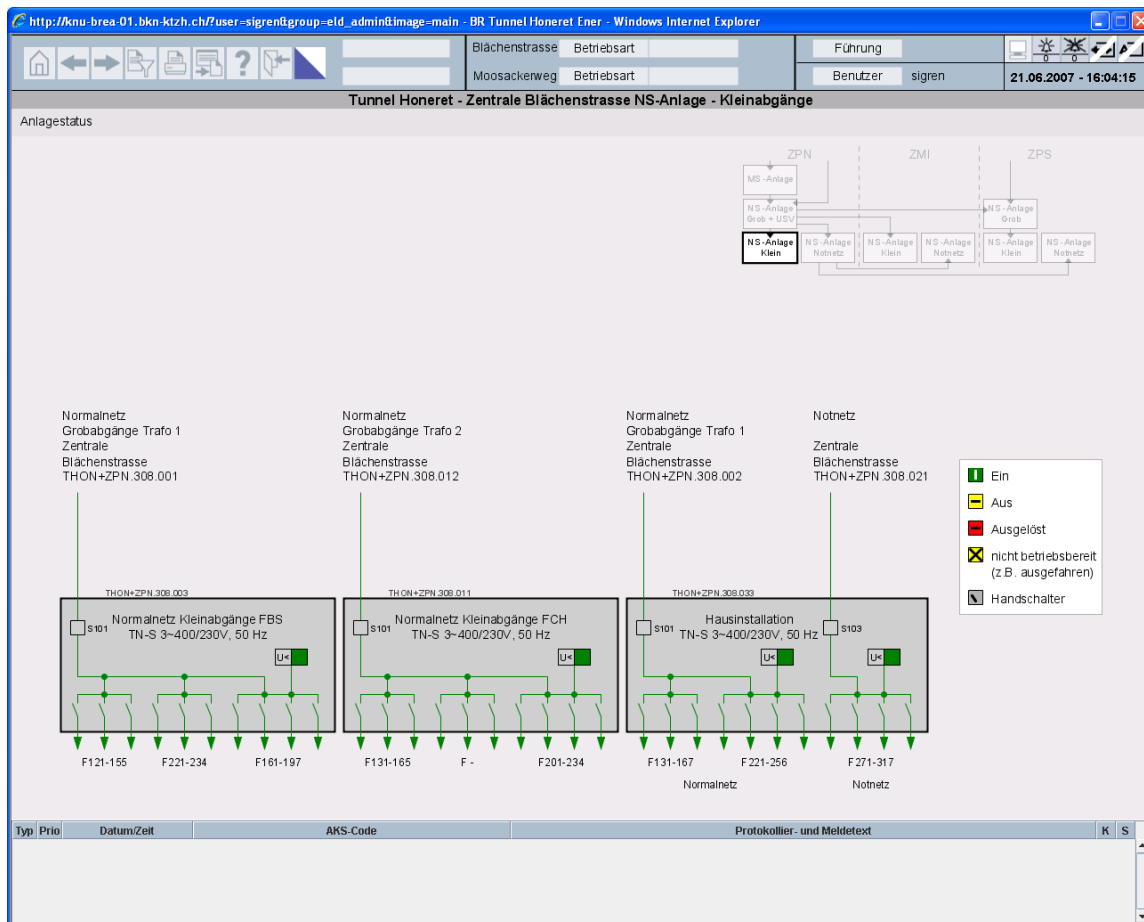 http://knu-brea-01.bkn-ktzh.ch/?user=sigren&group=eld_admin&image=main - BR Tunnel Honeret Ener - Windows Internet Explorer
Blächenstrasse Betriebsart
Führung
Moosackerweg Betriebsart
Benutzer sigren
21.06.2007 - 16:04:15
Tunnel Honeret - Zentrale Blächenstrasse NS-Anlage - Kleinabgänge
Anlagestatus
ZPN ZMI ZPS
MS-Anlage
NS-Anlage
Grob + USV
NS-Anlage
Grob
NS-Anlage
Klein
NS-Anlage
Notnetz
NS-Anlage
Klein
NS-Anlage
Notnetz
NS-Anlage
Klein
NS-Anlage
Notnetz
Normalnetz
Grobabgänge Trafo 1
Zentrale
Blächenstrasse
THON+ZPN.308.001
Normalnetz
Grobabgänge Trafo 2
Zentrale
Blächenstrasse
THON+ZPN.308.012
Normalnetz
Grobabgänge Trafo 1
Zentrale
Blächenstrasse
THON+ZPN.308.002
Notnetz
Zentrale
Blächenstrasse
THON+ZPN.308.021
Ein
Aus
Ausgelöst
nicht betriebsbereit
(z.B. ausgefahren)
Handschalter
THON+ZPN.308.003
S101
Normalnetz Kleinabgänge FBS
TN-S 3~400/230V, 50 Hz
U<
F121-155 F221-234 F161-197
THON+ZPN.308.011
S101
Normalnetz Kleinabgänge FCH
TN-S 3~400/230V, 50 Hz
U<
F131-165 F - F201-234
THON+ZPN.308.033
S101
Hausinstallation
TN-S 3~400/230V, 50 Hz
S103
U<
U<
F131-167 F221-256 F271-317
Normalnetz Notnetz
Typ Prio Datum/Zeit AKS-Code Protokollier- und Meldetext K S